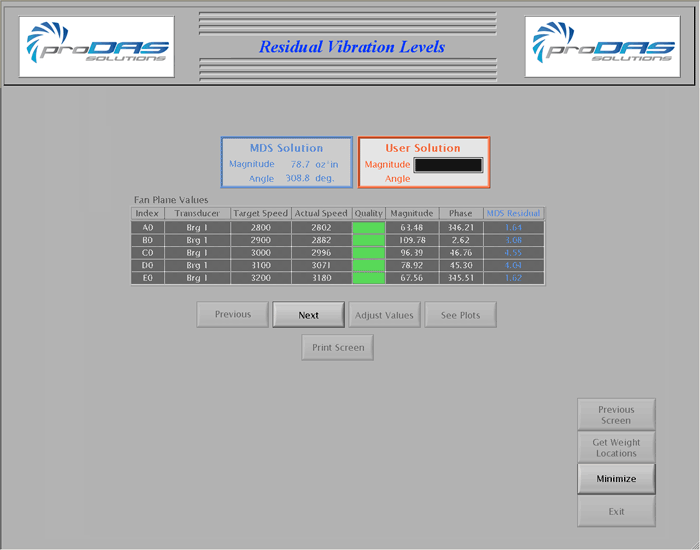 proDAS
SOLUTIONS
Residual Vibration Levels
proDAS
SOLUTIONS
MDS Solution
Magnitude 78.7 oz*in
Angle 308.8 deg.
User Solution
Magnitude
Angle
Fan Plane Values
Index Transducer Target Speed Actual Speed Quality Magnitude Phase MDS Residual
A0 Brg 1 2800 2802 63.48 346.21 1.64
B0 Brg 1 2900 2882 109.78 2.62
C0 Brg 1 3000 2996 96.39 46.76 4.55
D0 Brg 1 3100 3071 78.92 45.30 4.04
E0 Brg 1 3200 3180 67.56 345.51 1.62
Previous Next Adjust Values See Plots
Print Screen
Previous
Screen
Get Weight
Locations
Minimize
Exit